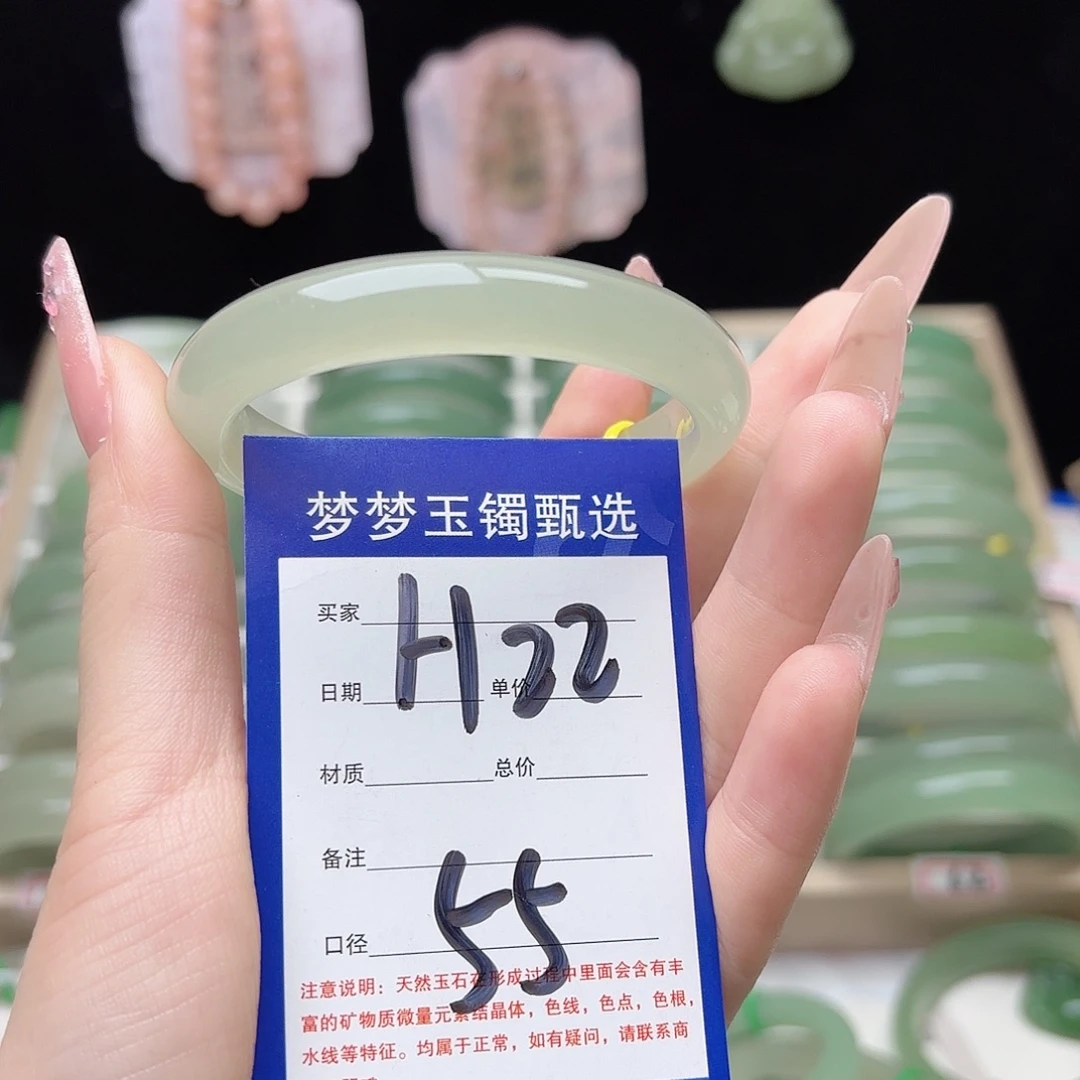 梦梦玉镯甄选
买家
H22
日期 单价
材质 总价
备注
55
口径
注意说明：天然玉石在形成过程中里面会含有丰
富的矿物质微量元素结晶体，色线，色点，色根，
水线等特征。均属于正常，如有疑问，请联系商